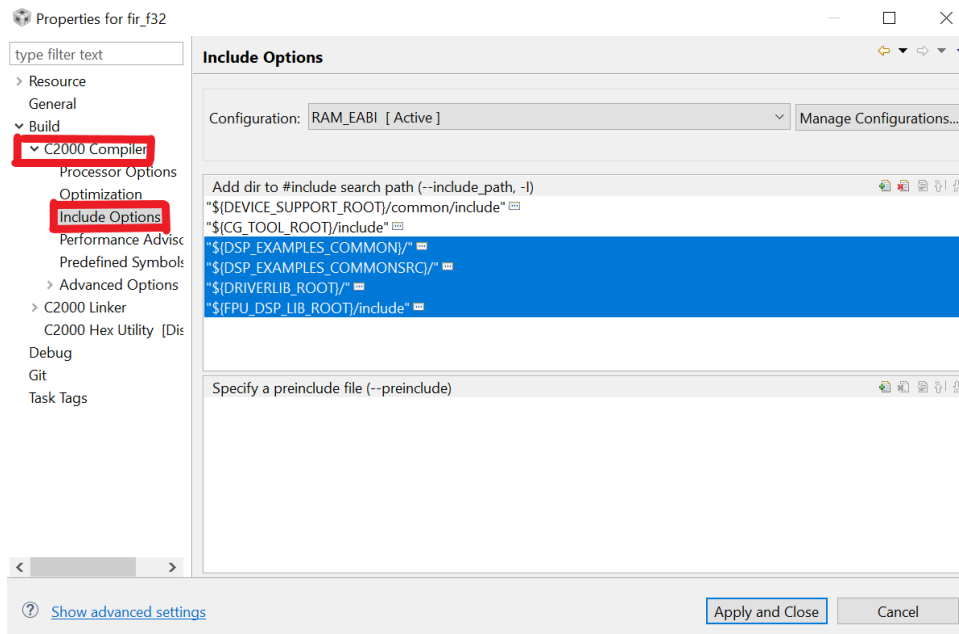 Properties for fir_f32
type filter text
Resource
General
Build
C2000 Compiler
Processor Options
Optimization
Include Options
Performance Advisc
Predefined Symbols
Advanced Options
C2000 Linker
C2000 Hex Utility [Dis
Debug
Git
Task Tags
Include Options
Configuration: RAM_EABI [ Active ] Manage Configurations...
Add dir to #include search path (--include_path, -I)
"${DEVICE_SUPPORT_ROOT}/common/include"
"${CG_TOOL_ROOT}/include"
"${DSP_EXAMPLES_COMMON}/"
"${DSP_EXAMPLES_COMMONSRC}/"
"${DRIVERLIB_ROOT}/"
"${FPU_DSP_LIB_ROOT}/include"
Specify a preinclude file (--preinclude)
Show advanced settings
Apply and Close
Cancel